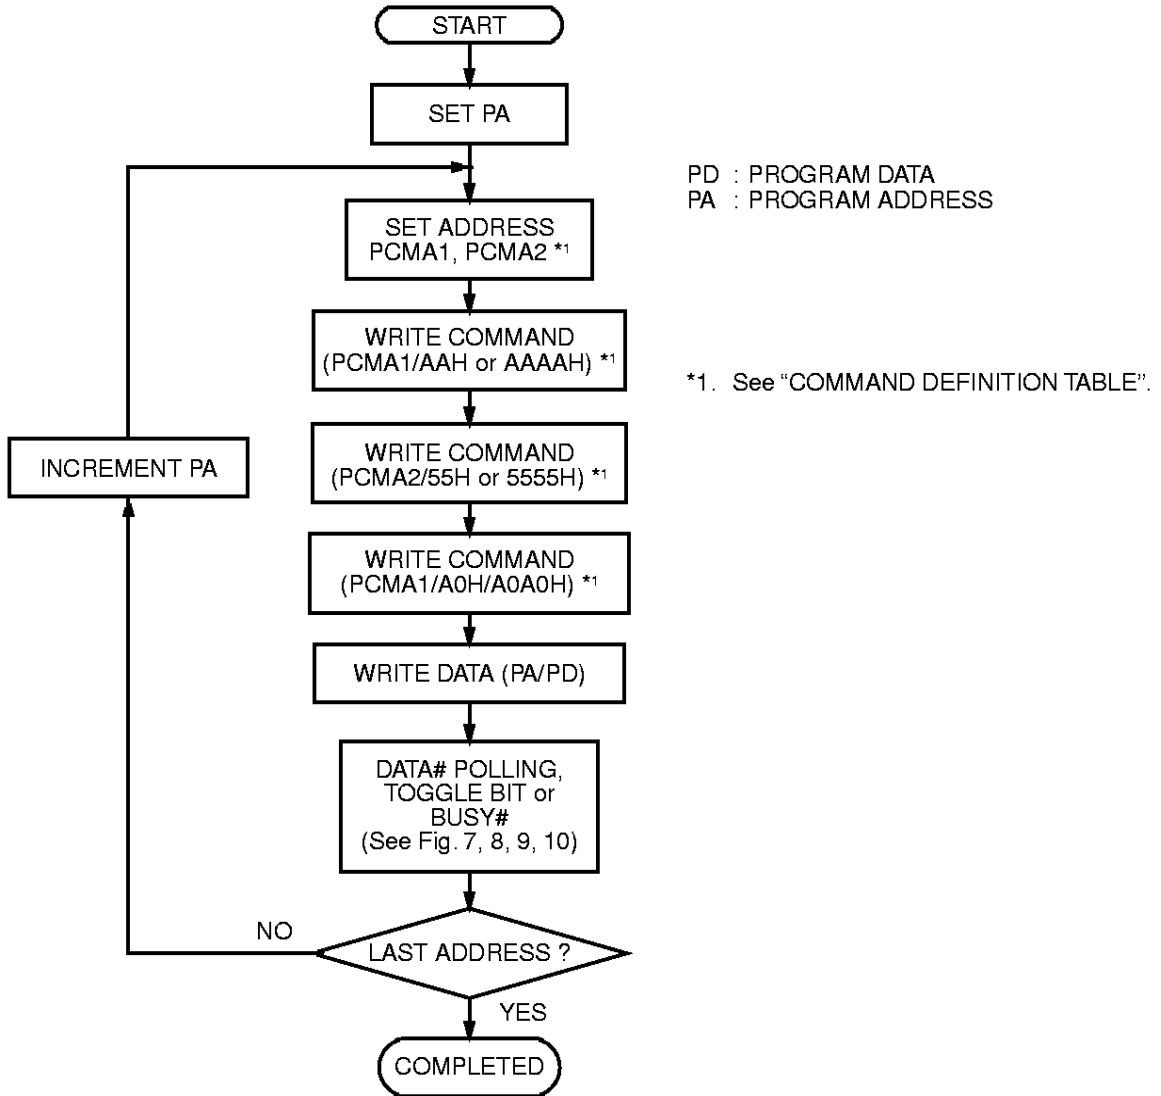 START
SET PA
PD : PROGRAM DATA
PA : PROGRAM ADDRESS
SET ADDRESS
PCMA1, PCMA2 *1
WRITE COMMAND
(PCMA1/AAH or AAAAH) *1
*1. See “COMMAND DEFINITION TABLE”.
WRITE COMMAND
(PCMA2/55H or 5555H) *1
INCREMENT PA
WRITE COMMAND
(PCMA1/A0H/A0A0H) *1
WRITE DATA (PA/PD)
DATA# POLLING,
TOGGLE BIT or
BUSY#
(See Fig. 7, 8, 9, 10)
NO
LAST ADDRESS ?
YES
COMPLETED